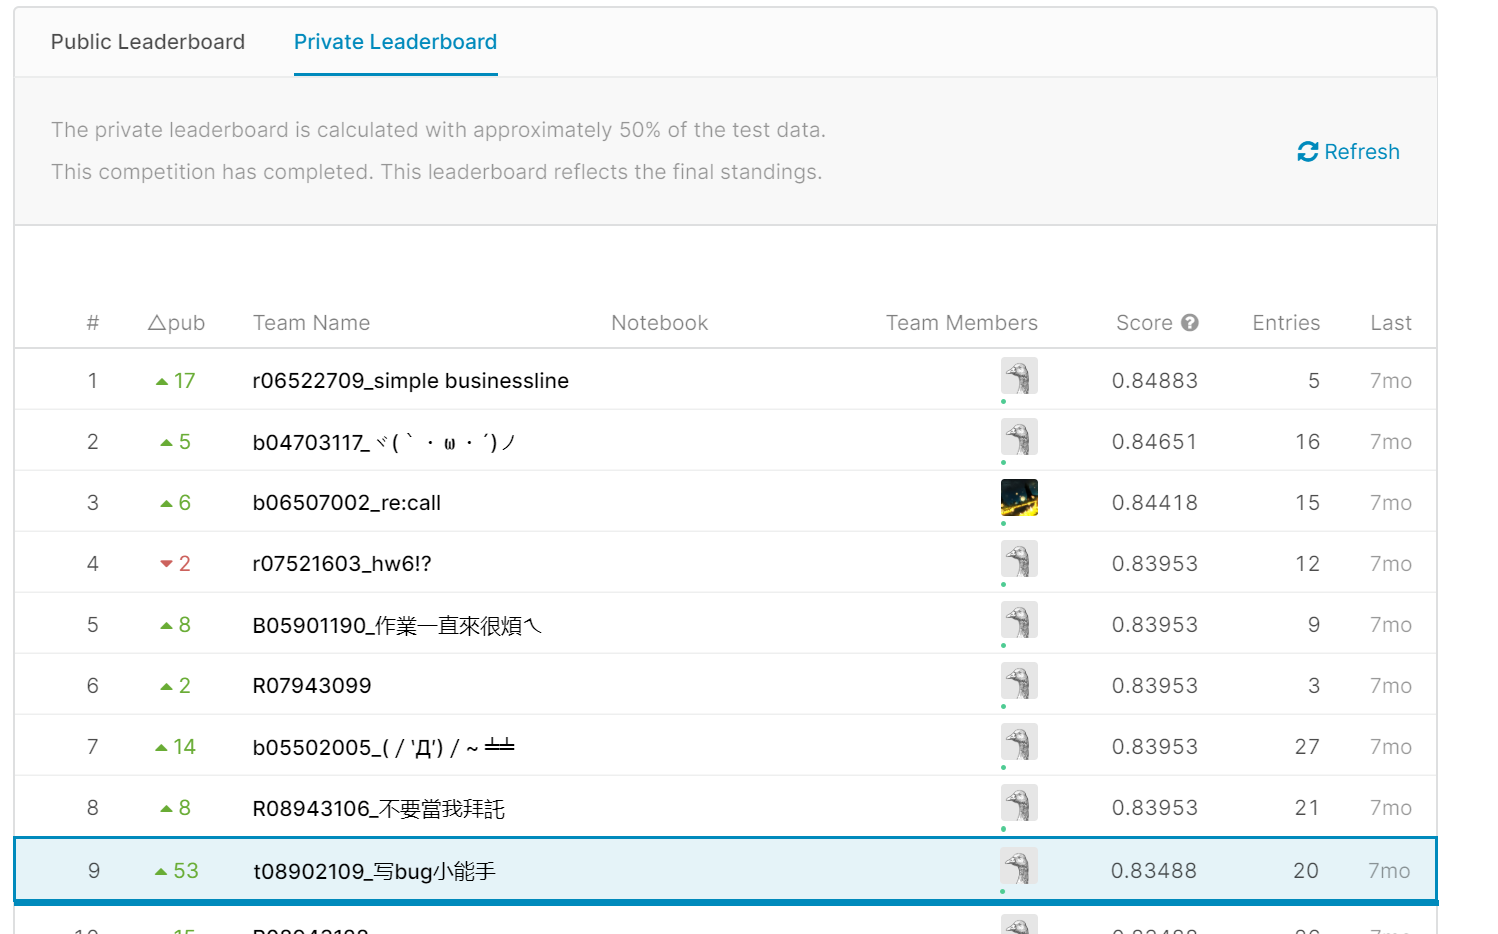 Public Leaderboard Private Leaderboard
The private leaderboard is calculated with approximately 50% of the test data.
This competition has completed. This leaderboard reflects the final standings.
Refresh
# △pub Team Name Notebook Team Members Score ? Entries Last
1 ▲17 r06522709_simple businessline 0.84883 5 7mo
2 ▲5 b04703117_ヾ(`・ω・´)ノ 0.84651 16 7mo
3 ▲6 b06507002_re:call 0.84418 15 7mo
4 ▼2 r07521603_hw6!? 0.83953 12 7mo
5 ▲8 B05901190_作業一直來很煩ㄟ 0.83953 9 7mo
6 ▲2 R07943099 0.83953 3 7mo
7 ▲14 b05502005_( / 'Д') / ~ ╧╧ 0.83953 27 7mo
8 ▲8 R08943106_不要當我拜託 0.83953 21 7mo
9 ▲53 t08902109_写bug小能手 0.83488 20 7mo